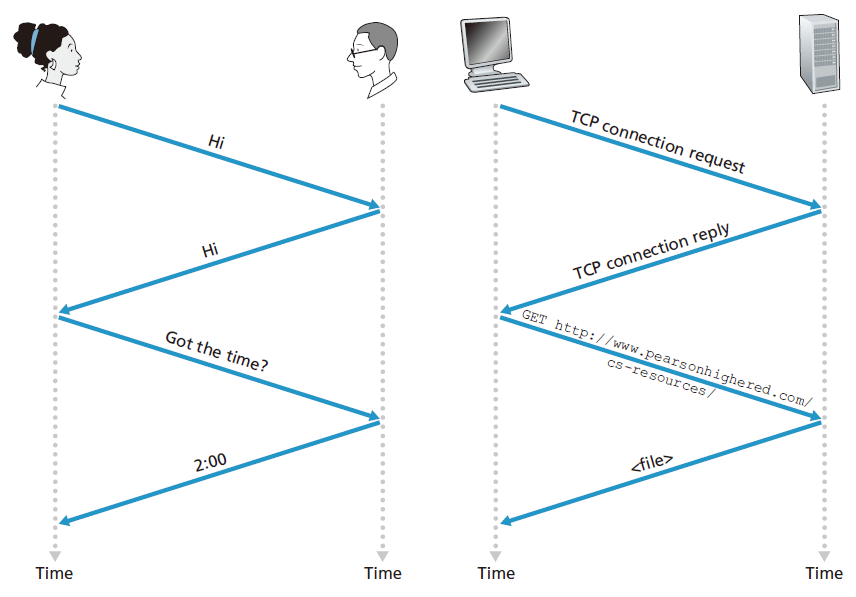 Hi
Hi
Got the time?
2:00
Time
Time
TCP connection request
TCP connection reply
GET http://www.pearsonhighered.com/
cs-resources/
<file>
Time
Time